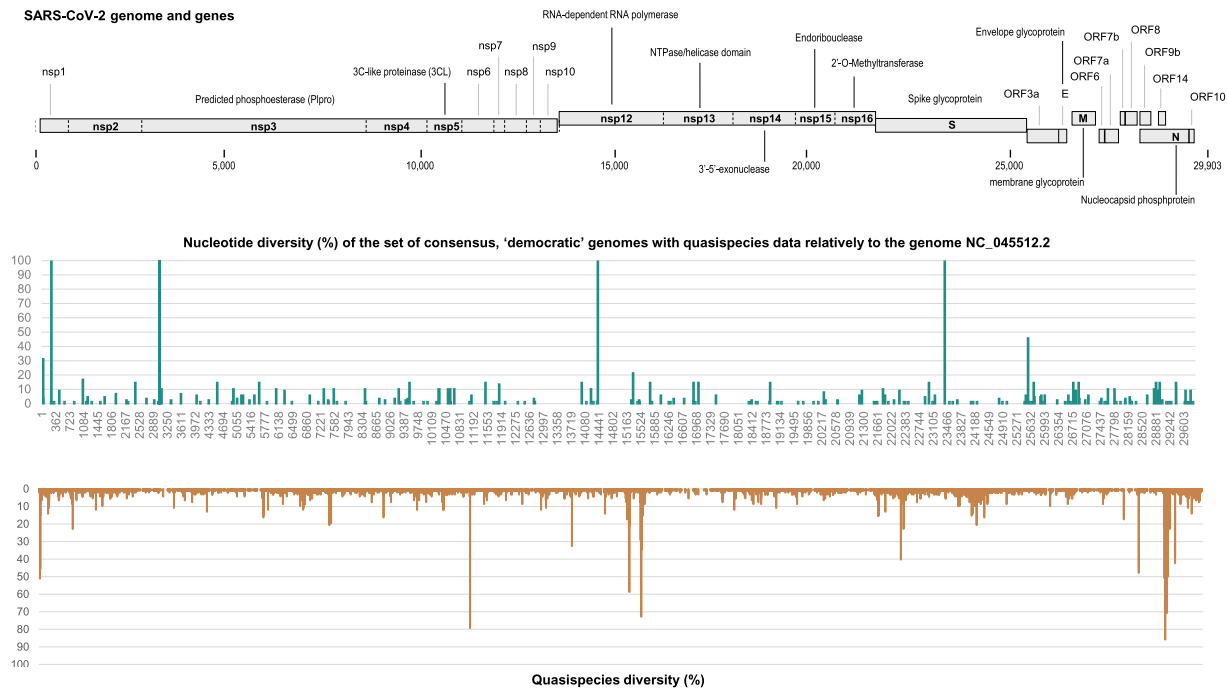 SARS-CoV-2 genome and genes
RNA-dependent RNA polymerase
Envelope glycoprotein
ORF7b
ORF8
nsp7
nsp9
Endoribouclease
ORF9b
NTPase/helicase domain
ORF7a
nsp1
3C-like proteinase (3CL)
nsp6
nsp8
nsp10
2'-O-Methyltransferase
ORF6
ORF14
Predicted phosphoesterase (Plpro)
Spike glycoprotein
ORF3a
E
ORF10
nsp2
nsp3
nsp4
nsp5
nsp12
nsp13
nsp14
nsp15
nsp16
S
M
N
0
5,000
10,000
15,000
20,000
25,000
29,903
3'-5'-exonuclease
membrane glycoprotein
Nucleocapsid phosphprotein
Nucleotide diversity (%) of the set of consensus, 'democratic' genomes with quasispecies data relatively to the genome NC_045512.2
100
90
80
70
60
50
40
30
20
10
0
1 362 723 1084 1445 1806 2167 2528 2889 3250 3611 3972 4333 4694 5055 5416 5777 6138 6499 6860 7221 7582 7943 8304 8665 9026 9387 9748 10109 10470 10831 11192 11553 11914 12275 12636 12997 13358 13719 14080 14441 14802 15163 15524 15885 16246 16607 16968 17329 17690 18051 18412 18773 19134 19495 19856 20217 20578 20939 21300 21661 22022 22383 22744 23105 23466 23827 24188 24549 24910 25271 25632 25993 26354 26715 27076 27437 27798 28159 28520 28881 29242 29603
0
10
20
30
40
50
60
70
80
90
100
Quasispecies diversity (%)